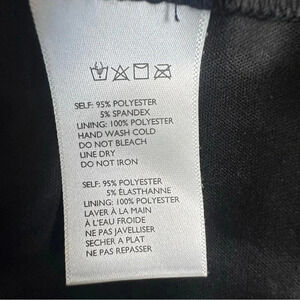 SELF: 95% POLYESTER
5% SPANDEX
LINING: 100% POLYESTER
HAND WASH COLD
DO NOT BLEACH
LINE DRY
DO NOT IRON
SELF: 95% POLYESTER
5% ÉLASTHANNE
LINING: 100% POLYESTER
LAVER À LA MAIN
À L'EAU FROIDE
NE PAS JAVELLISER
SECHER A PLAT
NE PAS REPASSER